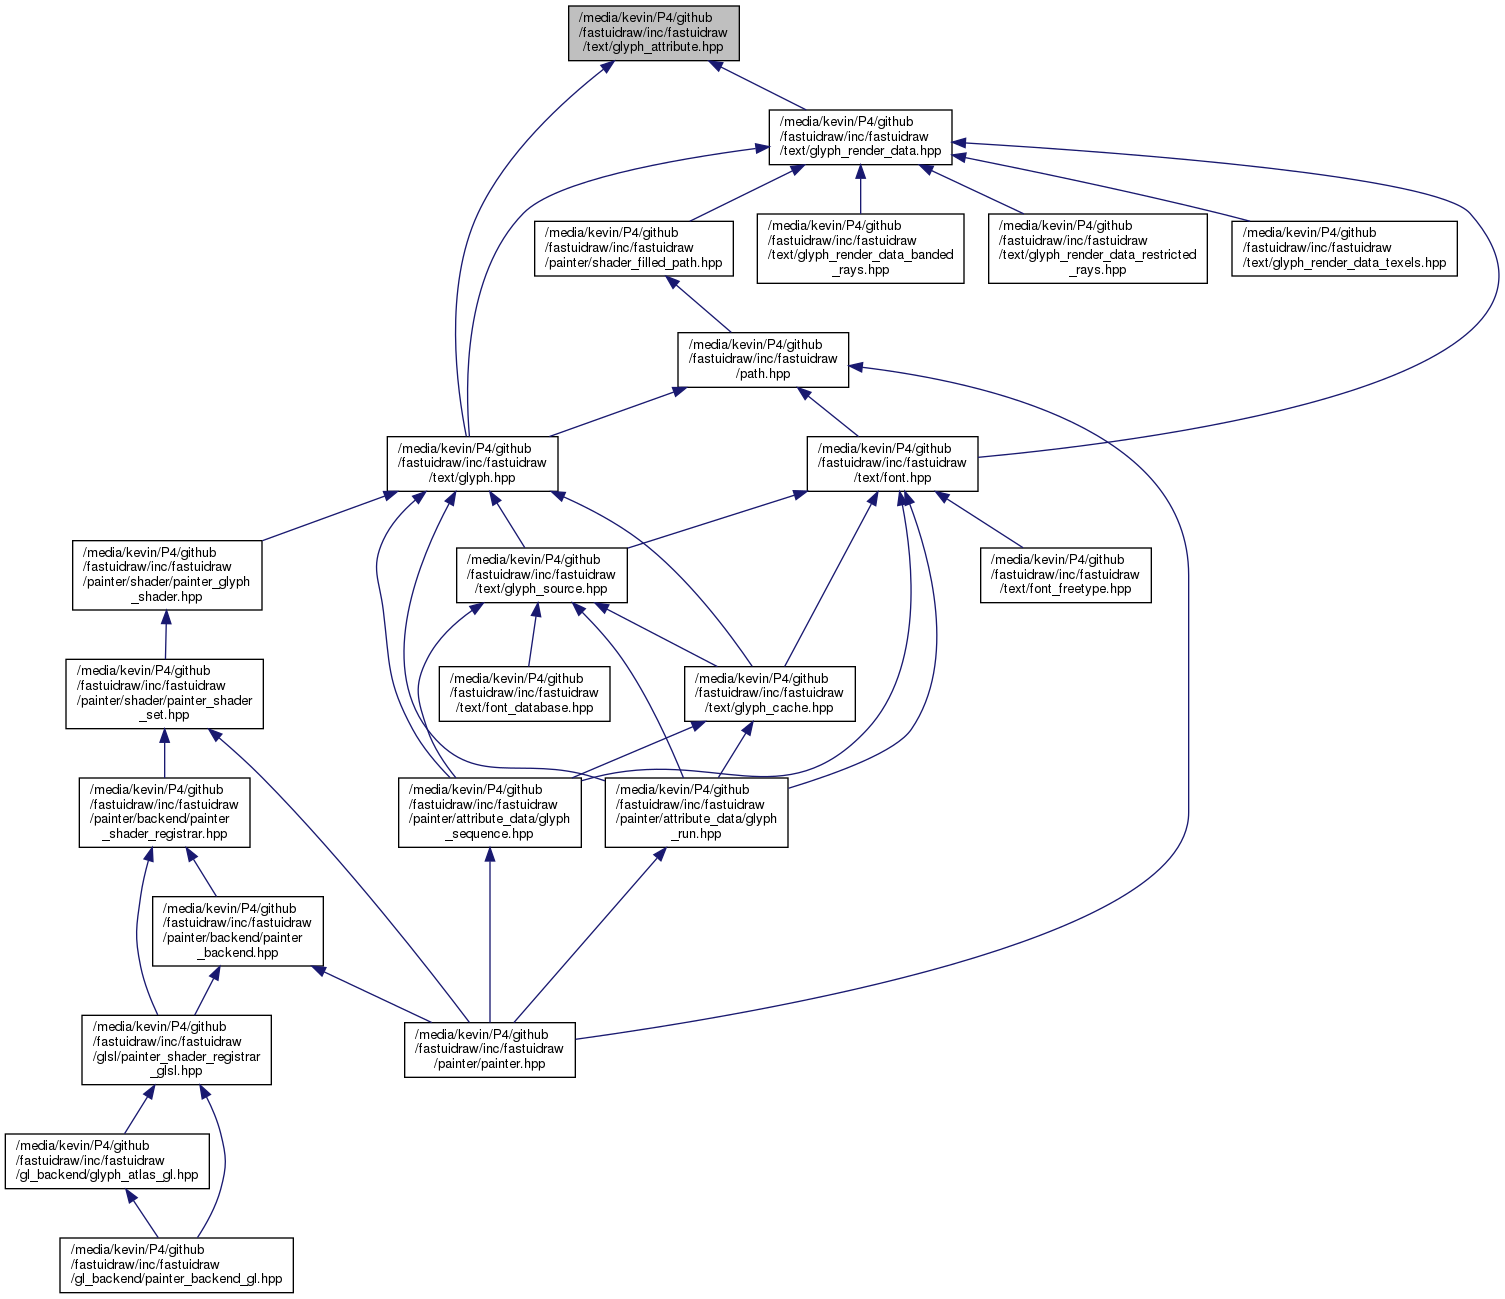 /media/kevin/P4/github
/fastuidraw/inc/fastuidraw
/text/glyph_attribute.hpp
/media/kevin/P4/github
/fastuidraw/inc/fastuidraw
/text/glyph_render_data.hpp
/media/kevin/P4/github
/fastuidraw/inc/fastuidraw
/painter/shader_filled_path.hpp
/media/kevin/P4/github
/fastuidraw/inc/fastuidraw
/text/glyph_render_data_banded
_rays.hpp
/media/kevin/P4/github
/fastuidraw/inc/fastuidraw
/text/glyph_render_data_restricted
_rays.hpp
/media/kevin/P4/github
/fastuidraw/inc/fastuidraw
/text/glyph_render_data_texels.hpp
/media/kevin/P4/github
/fastuidraw/inc/fastuidraw
/path.hpp
/media/kevin/P4/github
/fastuidraw/inc/fastuidraw
/text/glyph.hpp
/media/kevin/P4/github
/fastuidraw/inc/fastuidraw
/text/font.hpp
/media/kevin/P4/github
/fastuidraw/inc/fastuidraw
/painter/shader/painter_glyph
_shader.hpp
/media/kevin/P4/github
/fastuidraw/inc/fastuidraw
/text/glyph_source.hpp
/media/kevin/P4/github
/fastuidraw/inc/fastuidraw
/text/font_freetype.hpp
/media/kevin/P4/github
/fastuidraw/inc/fastuidraw
/painter/shader/painter_shader
_set.hpp
/media/kevin/P4/github
/fastuidraw/inc/fastuidraw
/text/font_database.hpp
/media/kevin/P4/github
/fastuidraw/inc/fastuidraw
/text/glyph_cache.hpp
/media/kevin/P4/github
/fastuidraw/inc/fastuidraw
/painter/backend/painter
_shader_registrar.hpp
/media/kevin/P4/github
/fastuidraw/inc/fastuidraw
/painter/attribute_data/glyph
_sequence.hpp
/media/kevin/P4/github
/fastuidraw/inc/fastuidraw
/painter/attribute_data/glyph
_run.hpp
/media/kevin/P4/github
/fastuidraw/inc/fastuidraw
/painter/backend/painter
_backend.hpp
/media/kevin/P4/github
/fastuidraw/inc/fastuidraw
/glsl/painter_shader_registrar
_glsl.hpp
/media/kevin/P4/github
/fastuidraw/inc/fastuidraw
/painter/painter.hpp
/media/kevin/P4/github
/fastuidraw/inc/fastuidraw
/gl_backend/glyph_atlas_gl.hpp
/media/kevin/P4/github
/fastuidraw/inc/fastuidraw
/gl_backend/painter_backend_gl.hpp